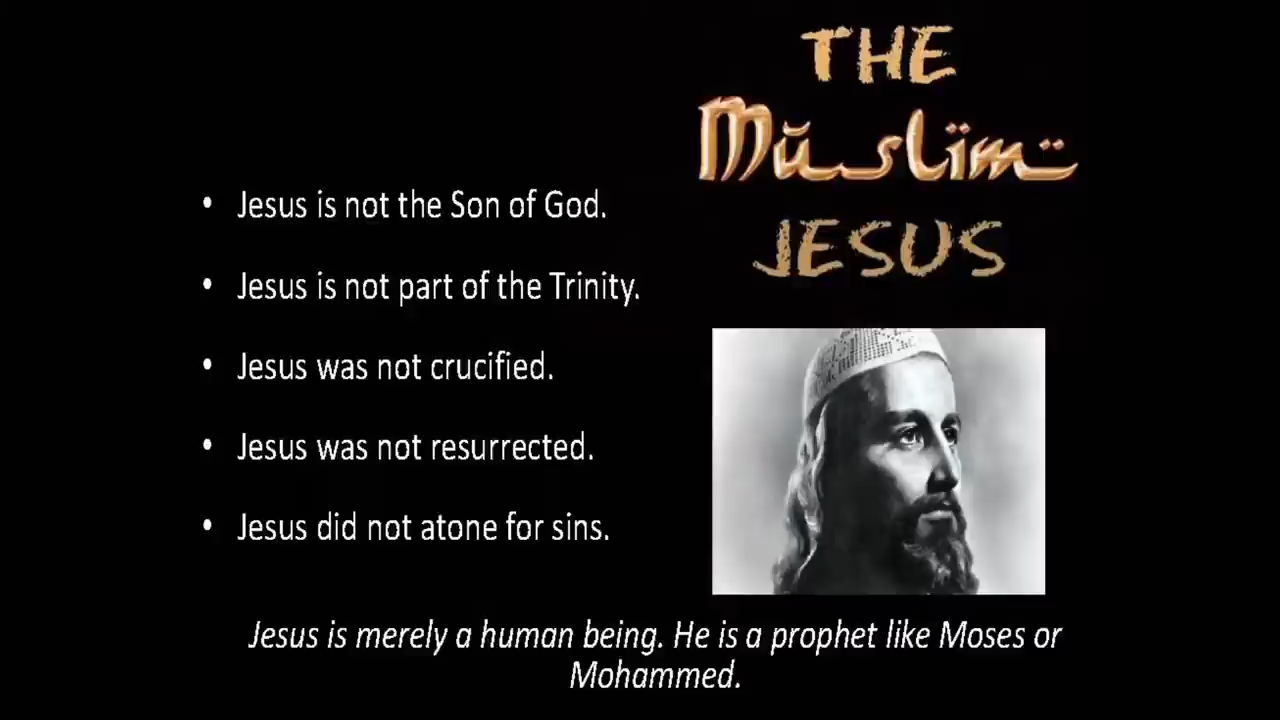 THE
Muslim
JESUS
• Jesus is not the Son of God.
• Jesus is not part of the Trinity.
• Jesus was not crucified.
• Jesus was not resurrected.
• Jesus did not atone for sins.
Jesus is merely a human being. He is a prophet like Moses or
Mohammed.